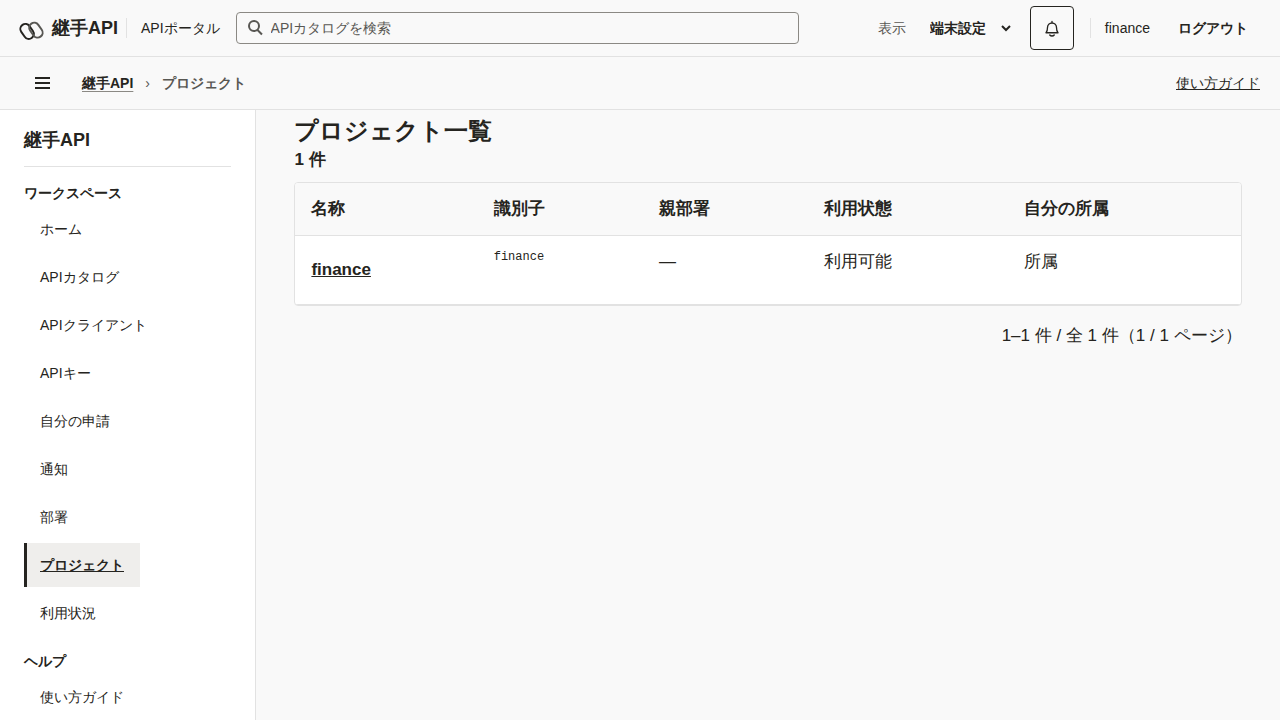 継手API APIポータル APIカタログを検索 表示 端末設定 finance ログアウト
継手API › プロジェクト 使い方ガイド
継手API
ワークスペース
ホーム
APIカタログ
APIクライアント
APIキー
自分の申請
通知
部署
プロジェクト
利用状況
ヘルプ
使い方ガイド
プロジェクト一覧
1 件
名称 識別子 親部署 利用状態 自分の所属
finance finance — 利用可能 所属
1–1 件 / 全 1 件（1 / 1 ページ）